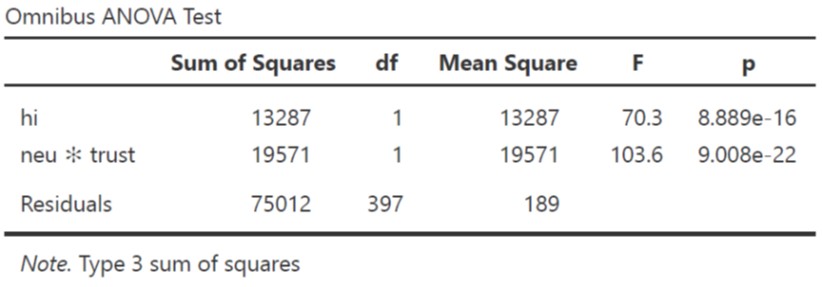 Omnibus ANOVA Test
Sum of Squares df Mean Square F p
hi 13287 1 13287 70.3 8.889e-16
neu ✻ trust 19571 1 19571 103.6 9.008e-22
Residuals 75012 397 189
Note. Type 3 sum of squares